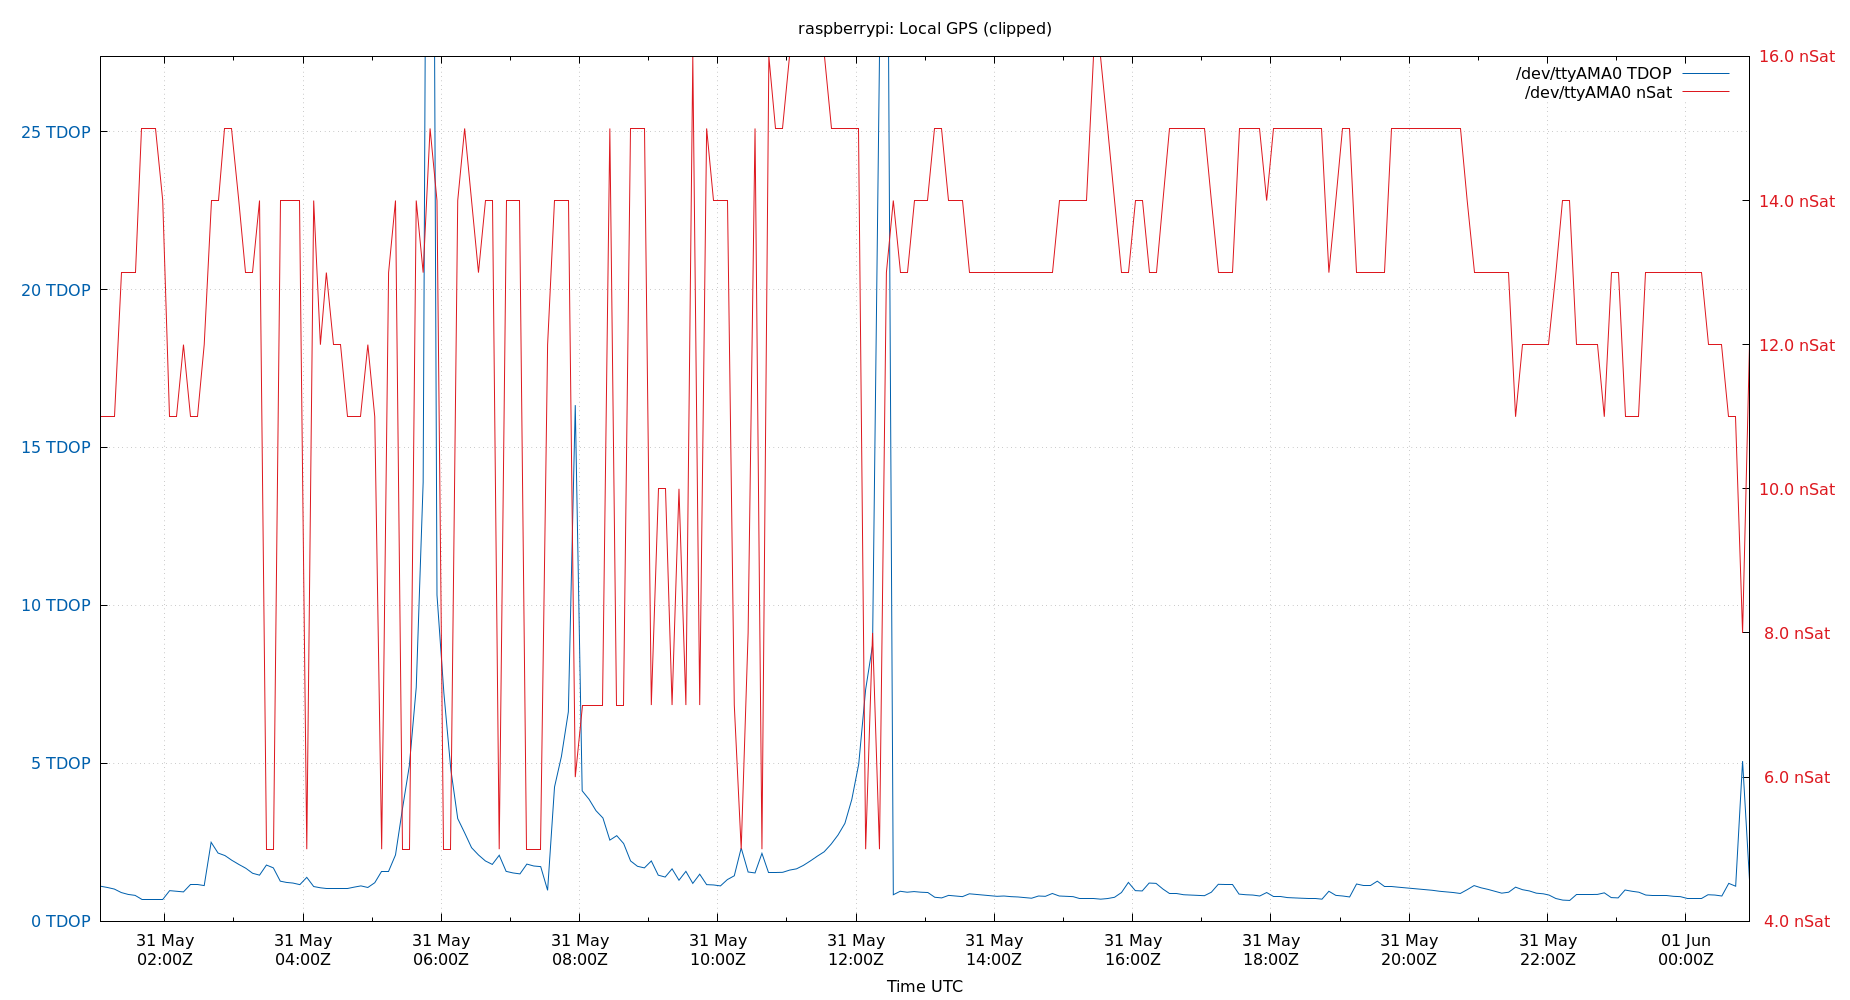 raspberrypi: Local GPS (clipped)
16.0 nSat
/dev/ttyAMA0 TDOP
/dev/ttyAMA0 nSat
25 TDOP
14.0 nSat
20 TDOP
12.0 nSat
15 TDOP
10.0 nSat
10 TDOP
8.0 nSat
5 TDOP
6.0 nSat
0 TDOP
4.0 nSat
31 May
02:00Z
31 May
04:00Z
31 May
06:00Z
31 May
08:00Z
31 May
10:00Z
31 May
12:00Z
31 May
14:00Z
31 May
16:00Z
31 May
18:00Z
31 May
20:00Z
31 May
22:00Z
01 Jun
00:00Z
Time UTC